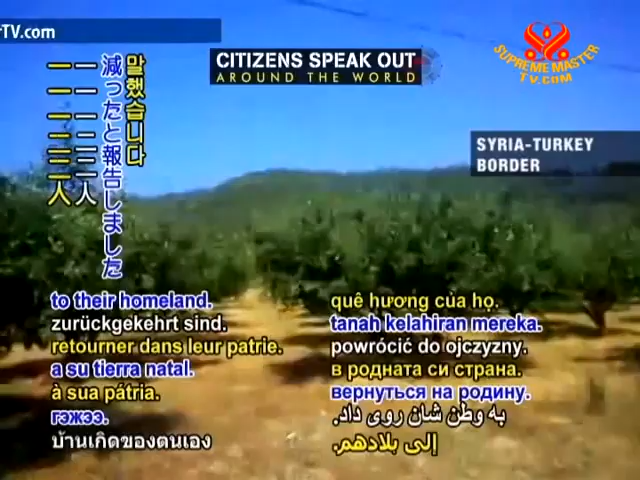 rTV.com
CITIZENS SPEAK OUT
AROUND THE WORLD
SUPREME MASTER
TV.COM
SYRIA-TURKEY
BORDER
말했습니다
減ったと報告しました
to their homeland.
zurückgekehrt sind.
retourner dans leur patrie.
a su tierra natal.
à sua pátria.
гэжээ.
บ้านเกิดของตนเอง
quê hương của họ.
tanah kelahiran mereka.
powrócić do ojczyzny.
в родната си страна.
вернуться на родину.
به وطن شان روی داد.
إلى بلادهم.